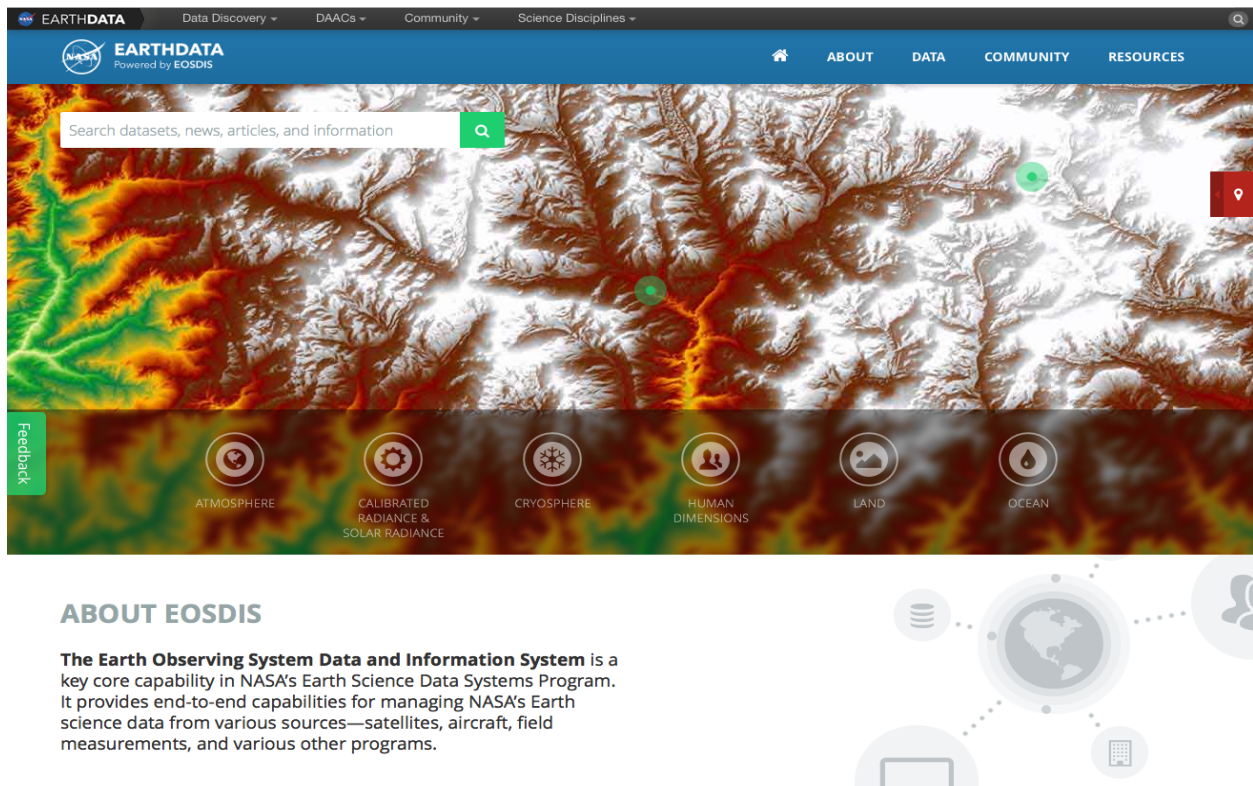 EARTHDATA
Data Discovery
DAACs
Community
Science Disciplines
NASA
EARTHDATA
Powered by EOSDIS
ABOUT
DATA
COMMUNITY
RESOURCES
Search datasets, news, articles, and information
Feedback
ATMOSPHERE
CALIBRATED
RADIANCE &
SOLAR RADIANCE
CRYOSPHERE
HUMAN
DIMENSIONS
LAND
OCEAN
ABOUT EOSDIS
The Earth Observing System Data and Information System is a
key core capability in NASA's Earth Science Data Systems Program.
It provides end-to-end capabilities for managing NASA's Earth
science data from various sources—satellites, aircraft, field
measurements, and various other programs.